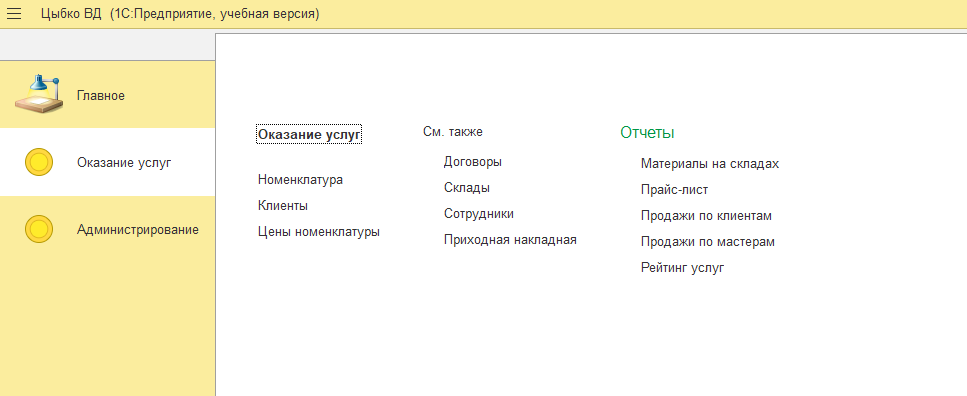 Цыбко ВД (1С:Предприятие, учебная версия)
Главное
Оказание услуг
Администрирование
Оказание услуг
Номенклатура
Клиенты
Цены номенклатуры
См. также
Договоры
Склады
Сотрудники
Приходная накладная
Отчеты
Материалы на складах
Прайс-лист
Продажи по клиентам
Продажи по мастерам
Рейтинг услуг